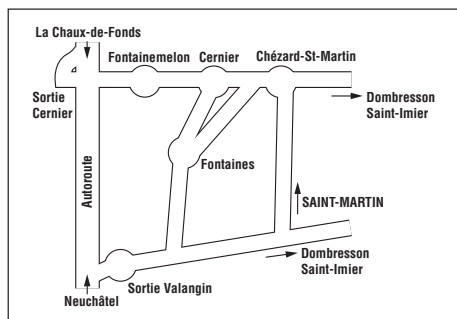 La Chaux-de-Fonds
Fontainemelon
Cernier
Chézard-St-Martin
Sortie
Cernier
Dombresson
Saint-Imier
Fontaines
Autoroute
SAINT-MARTIN
Dombresson
Saint-Imier
Sortie Valangin
Neuchâtel